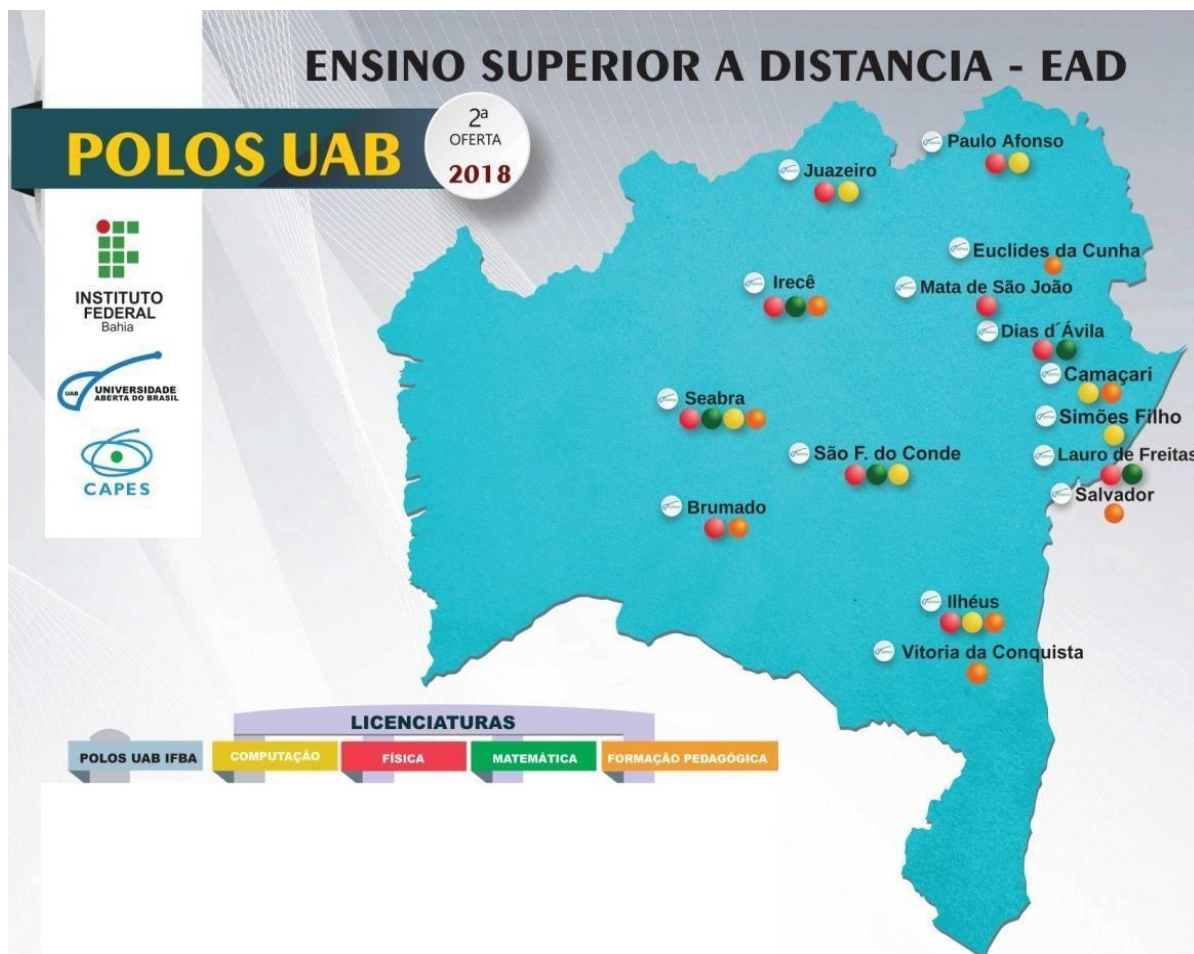 ENSINO SUPERIOR A DISTANCIA - EAD
POLOS UAB
2ª
OFERTA
2018
INSTITUTO
FEDERAL
Bahia
UAB
UNIVERSIDADE
ABERTA DO BRASIL
CAPES
Paulo Afonso
Juazeiro
Euclides da Cunha
Irecê
Mata de São João
Dias d´Ávila
Camaçari
Seabra
Simões Filho
São F. do Conde
Lauro de Freitas
Salvador
Brumado
Ilhéus
Vitoria da Conquista
LICENCIATURAS
POLOS UAB IFBA
COMPUTAÇÃO
FÍSICA
MATEMÁTICA
FORMAÇÃO PEDAGÓGICA